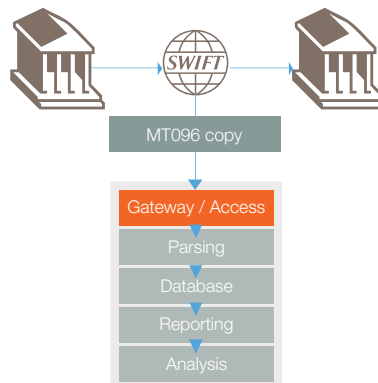 SWIFT
MT096 copy
Gateway / Access
Parsing
Database
Reporting
Analysis